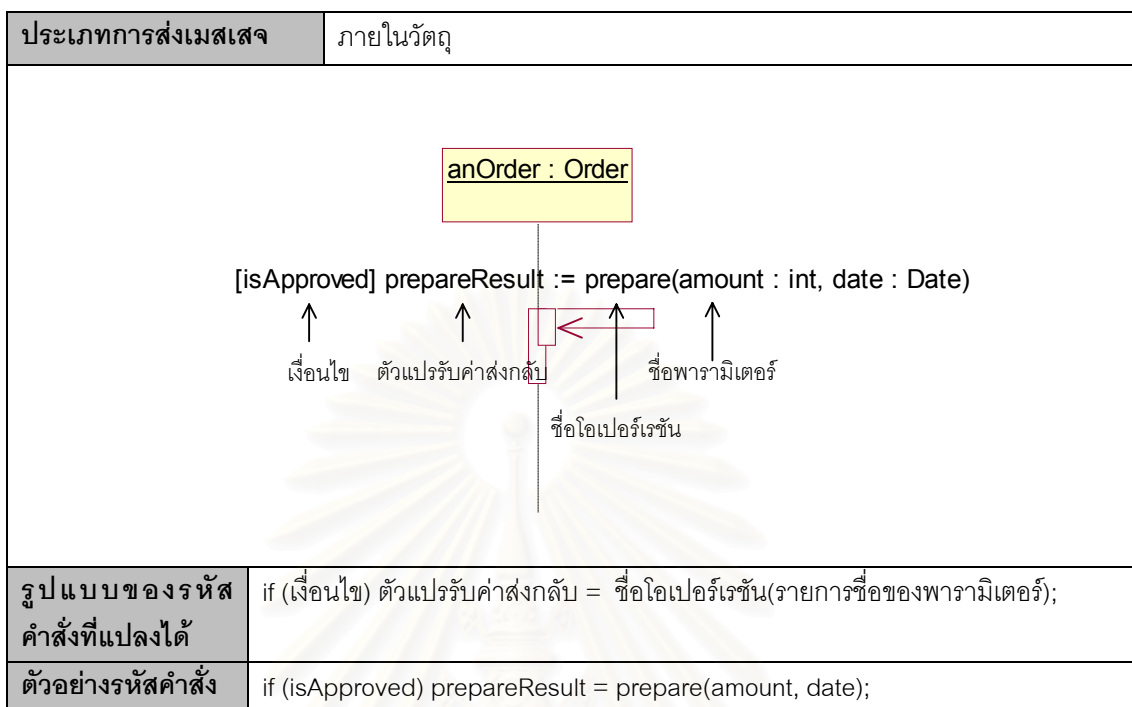 ประเภทการส่งเมสเสจ ภายในวัตถุ
anOrder : Order
[isApproved] prepareResult := prepare(amount : int, date : Date)
เงื่อนไข ตัวแปรรับค่าส่งกลับ ชื่อพารามิเตอร์
ชื่อโอเปอร์เรชัน
รูปแบบของรหัส if (เงื่อนไข) ตัวแปรรับค่าส่งกลับ = ชื่อโอเปอร์เรชัน(รายการชื่อของพารามิเตอร์);
คำสั่งที่แปลงได้
ตัวอย่างรหัสคำสั่ง if (isApproved) prepareResult = prepare(amount, date);